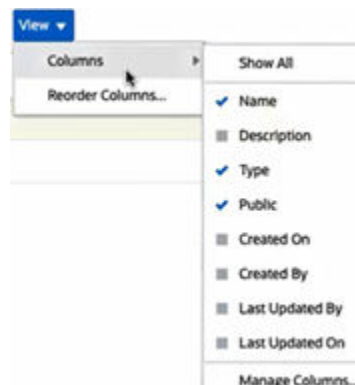 View
Columns
Reorder Columns...
Show All
Name
Description
Type
Public
Created On
Created By
Last Updated By
Last Updated On
Manage Columns...